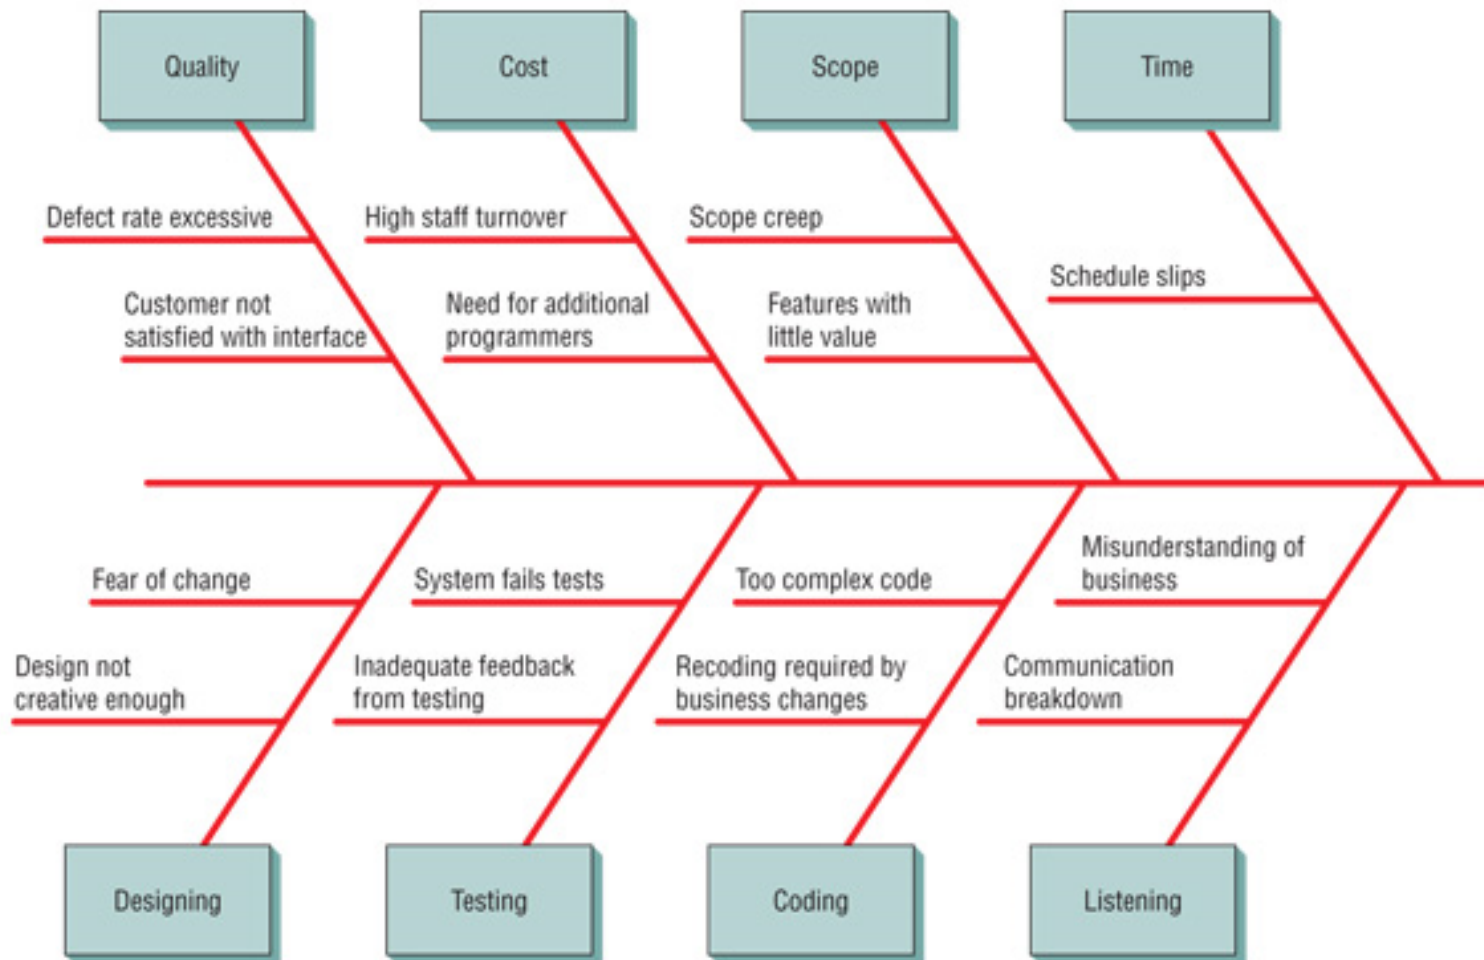 Quality
Cost
Scope
Time
Defect rate excessive
High staff turnover
Scope creep
Schedule slips
Customer not
satisfied with interface
Need for additional
programmers
Features with
little value
Fear of change
System fails tests
Too complex code
Misunderstanding of
business
Design not
creative enough
Inadequate feedback
from testing
Recoding required by
business changes
Communication
breakdown
Designing
Testing
Coding
Listening